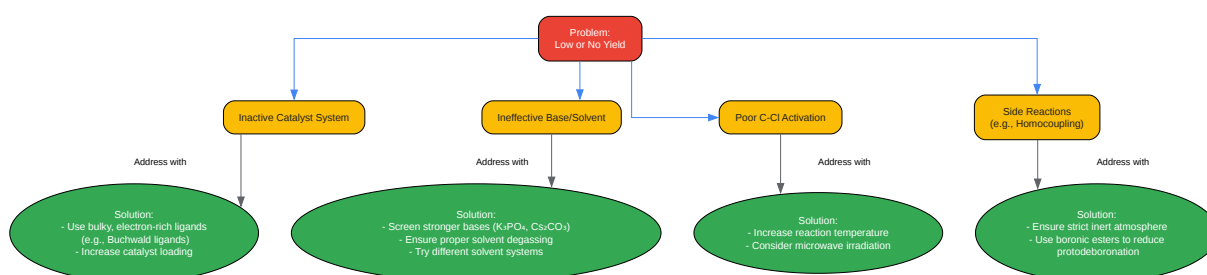 Problem:
Low or No Yield
Inactive Catalyst System
Ineffective Base/Solvent
Poor C-Cl Activation
Side Reactions
(e.g., Homocoupling)
Address with
Address with
Address with
Address with
Solution:
- Use bulky, electron-rich ligands
(e.g., Buchwald ligands)
- Increase catalyst loading
Solution:
- Screen stronger bases (K₃PO₄, Cs₂CO₃)
- Ensure proper solvent degassing
- Try different solvent systems
Solution:
- Increase reaction temperature
- Consider microwave irradiation
Solution:
- Ensure strict inert atmosphere
- Use boronic esters to reduce
protodeboronation